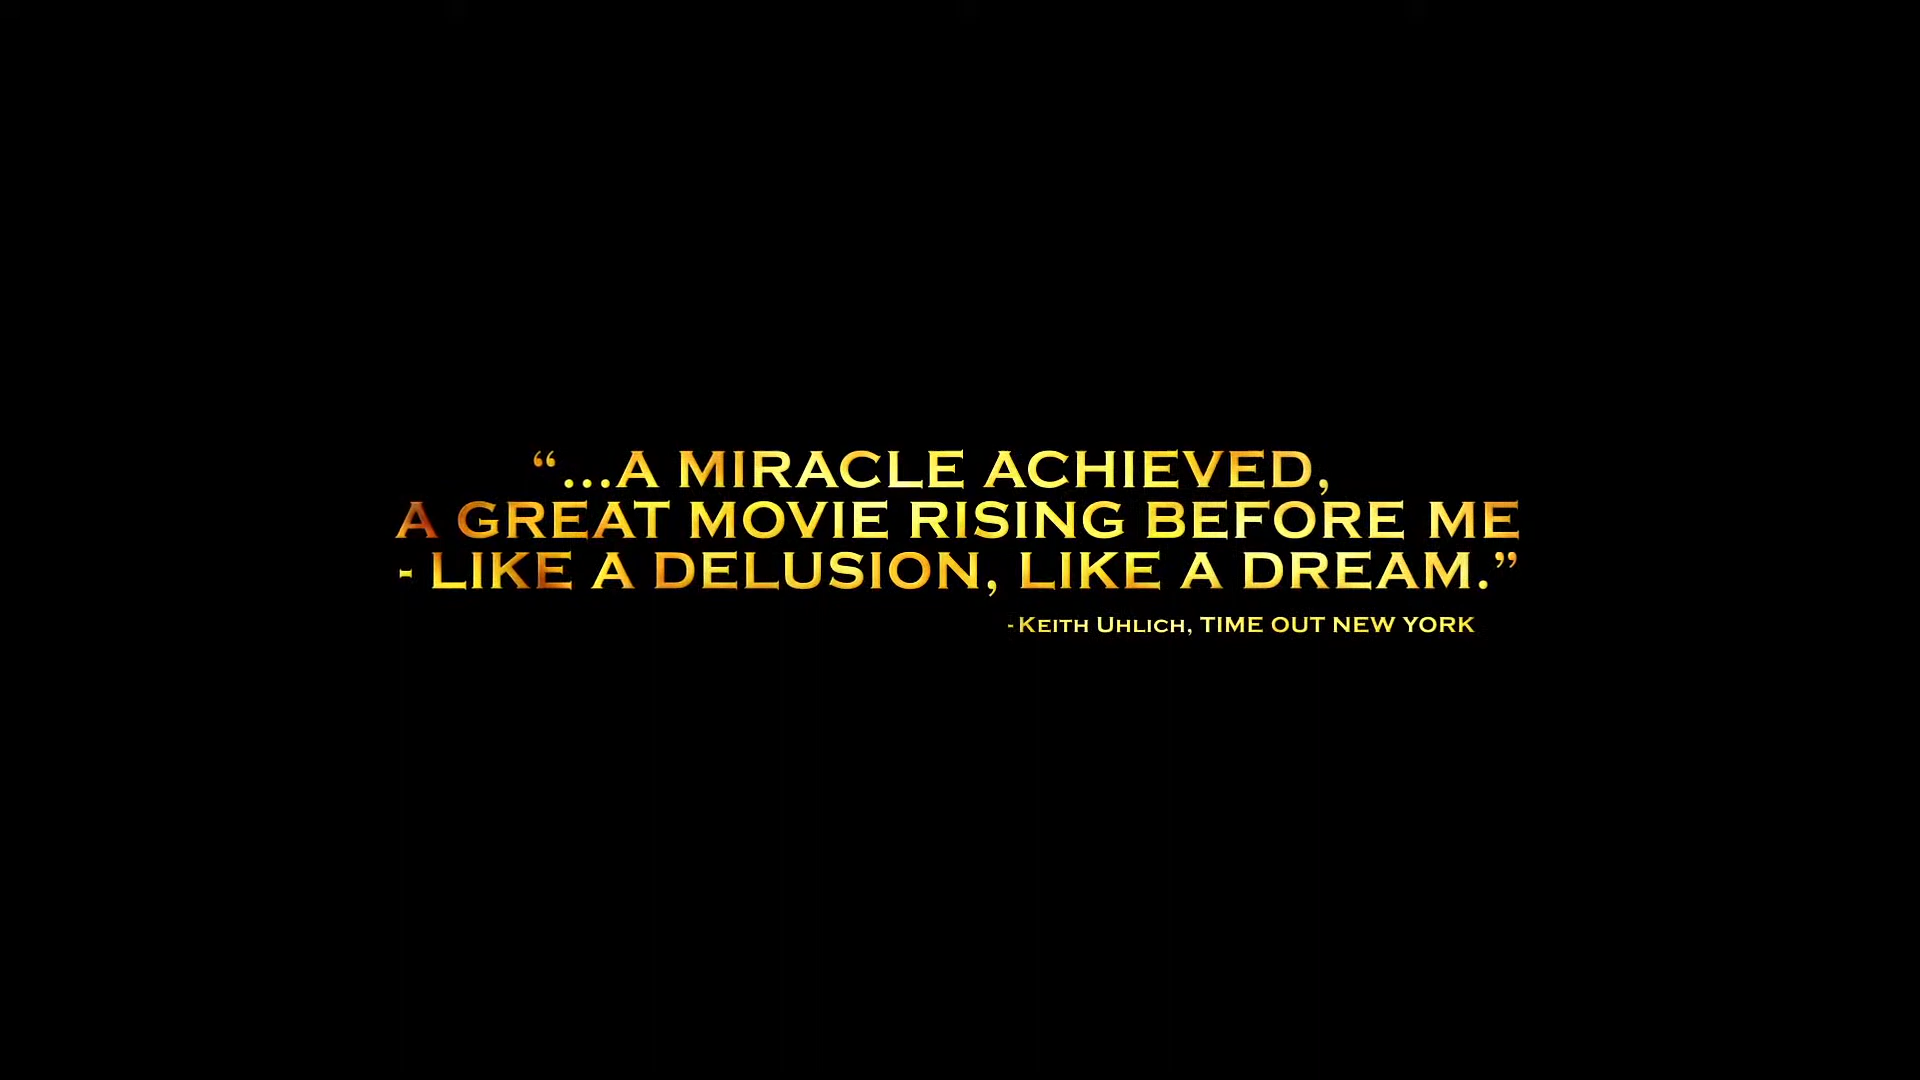 “...A MIRACLE ACHIEVED,
A GREAT MOVIE RISING BEFORE ME
- LIKE A DELUSION, LIKE A DREAM.”
- KEITH UHLICH, TIME OUT NEW YORK